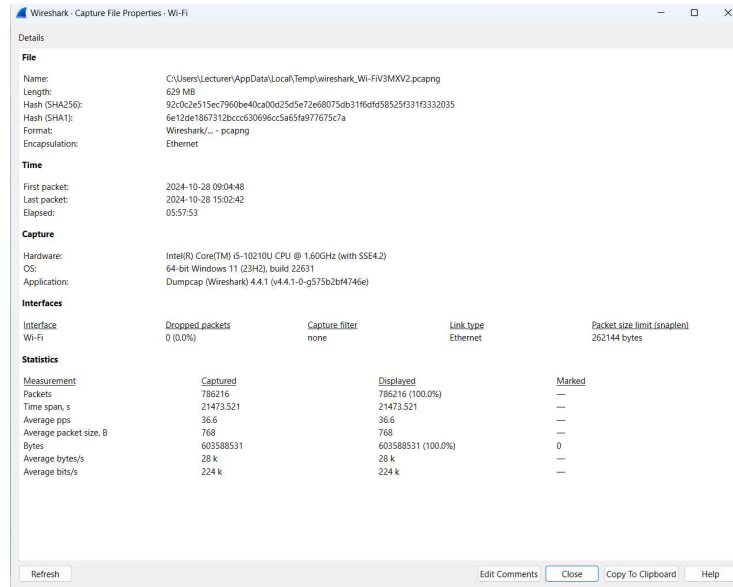 Wireshark · Capture File Properties · Wi-Fi
Details
File
Name: C:\Users\Lecturer\AppData\Local\Temp\wireshark_Wi-FiV3MXV2.pcapng
Length: 629 MB
Hash (SHA256): 92c0c2e515ec7960be40ca00d25d5e72e68075db31f6dfd58525f331f3332035
Hash (SHA1): 6e12de1867312bccc630696cc5a65fa977675c7a
Format: Wireshark/... - pcapng
Encapsulation: Ethernet
Time
First packet: 2024-10-28 09:04:48
Last packet: 2024-10-28 15:02:42
Elapsed: 05:57:53
Capture
Hardware: Intel(R) Core(TM) i5-10210U CPU @ 1.60GHz (with SSE4.2)
OS: 64-bit Windows 11 (23H2), build 22631
Application: Dumpcap (Wireshark) 4.4.1 (v4.4.1-0-g575b2bf4746e)
Interfaces
Interface Dropped packets Capture filter Link type Packet size limit (snaplen)
Wi-Fi 0 (0.0%) none Ethernet 262144 bytes
Statistics
Measurement Captured Displayed Marked
Packets 786216 786216 (100.0%) —
Time span, s 21473.521 21473.521 —
Average pps 36.6 36.6 —
Average packet size, B 768 768 —
Bytes 603588531 603588531 (100.0%) 0
Average bytes/s 28 k 28 k —
Average bits/s 224 k 224 k —
Refresh Edit Comments Close Copy To Clipboard Help